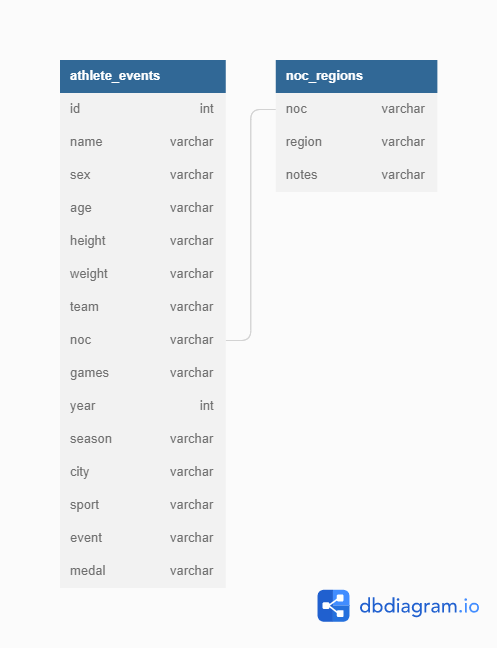 athlete_events
id int
name varchar
sex varchar
age varchar
height varchar
weight varchar
team varchar
noc varchar
games varchar
year int
season varchar
city varchar
sport varchar
event varchar
medal varchar
noc_regions
noc varchar
region varchar
notes varchar
dbdiagram.io